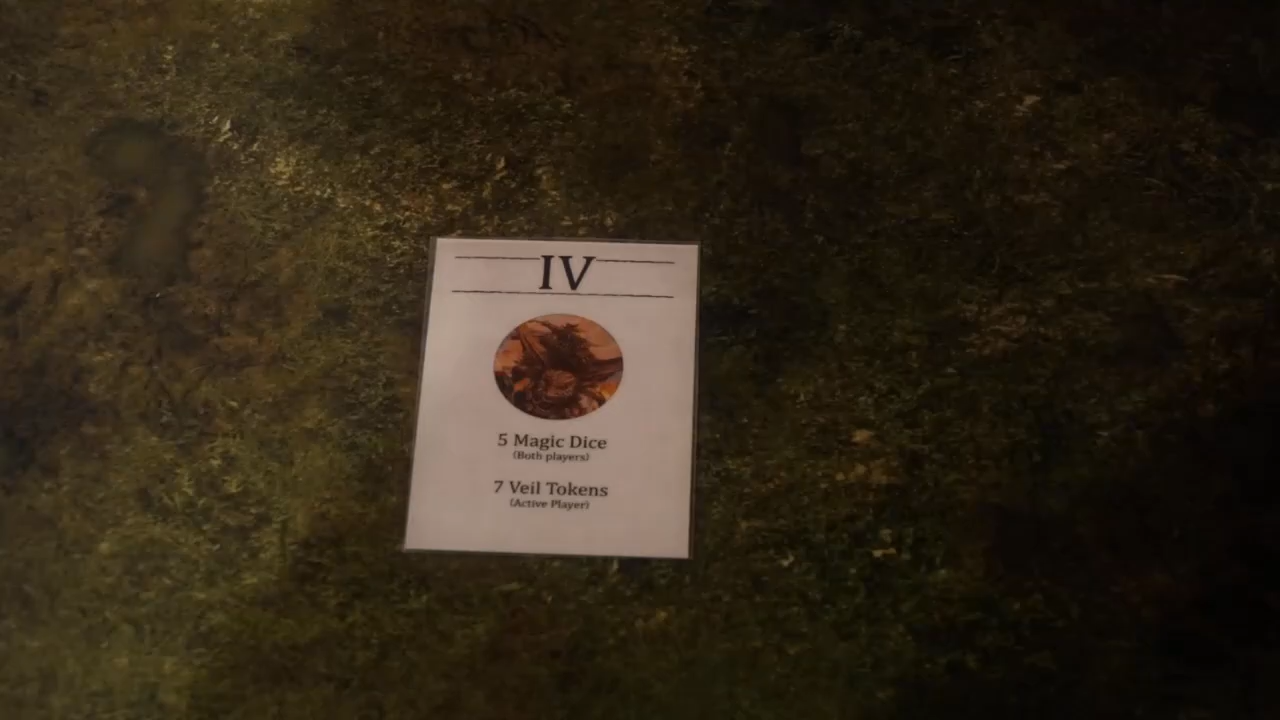 IV
5 Magic Dice
(Both players)
7 Veil Tokens
(Active Player)